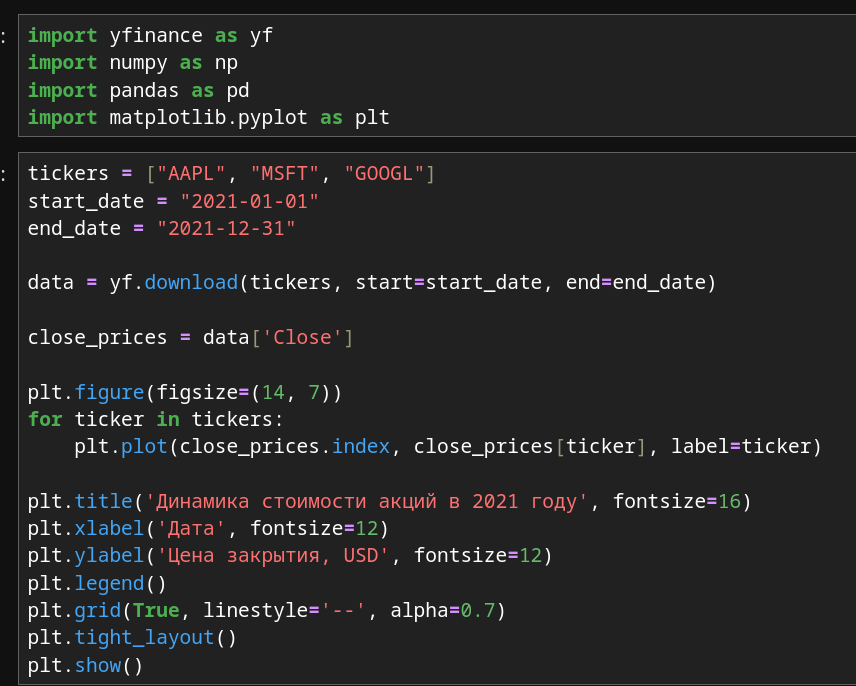 :
import yfinance as yf
import numpy as np
import pandas as pd
import matplotlib.pyplot as plt
:
tickers = ["AAPL", "MSFT", "GOOGL"]
start_date = "2021-01-01"
end_date = "2021-12-31"
data = yf.download(tickers, start=start_date, end=end_date)
close_prices = data['Close']
plt.figure(figsize=(14, 7))
for ticker in tickers:
    plt.plot(close_prices.index, close_prices[ticker], label=ticker)
plt.title('Динамика стоимости акций в 2021 году', fontsize=16)
plt.xlabel('Дата', fontsize=12)
plt.ylabel('Цена закрытия, USD', fontsize=12)
plt.legend()
plt.grid(True, linestyle='--', alpha=0.7)
plt.tight_layout()
plt.show()